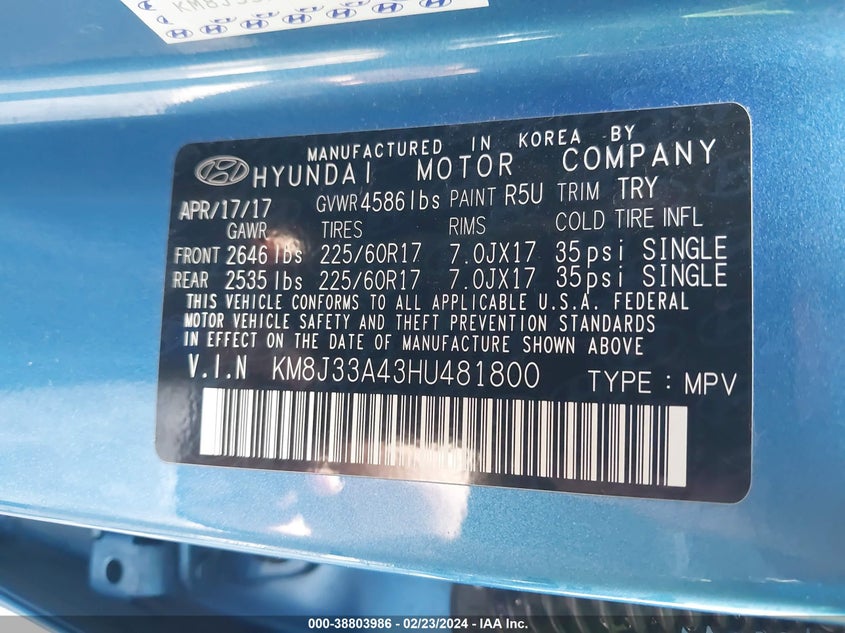 MANUFACTURED IN KOREA BY
HYUNDAI MOTOR COMPANY
APR/17/17 GVWR 4586 lbs PAINT R5U TRIM TRY
GAWR TIRES RIMS COLD TIRE INFL
FRONT 2646 lbs 225/60R17 7.0JX17 35psi SINGLE
REAR 2535 lbs 225/60R17 7.0JX17 35psi SINGLE
THIS VEHICLE CONFORMS TO ALL APPLICABLE U.S.A. FEDERAL
MOTOR VEHICLE SAFETY AND THEFT PREVENTION STANDARDS
IN EFFECT ON THE DATE OF MANUFACTURE SHOWN ABOVE
V.I.N KM8J33A43HU481800 TYPE : MPV
000-38803986 - 02/23/2024 - IAA Inc.